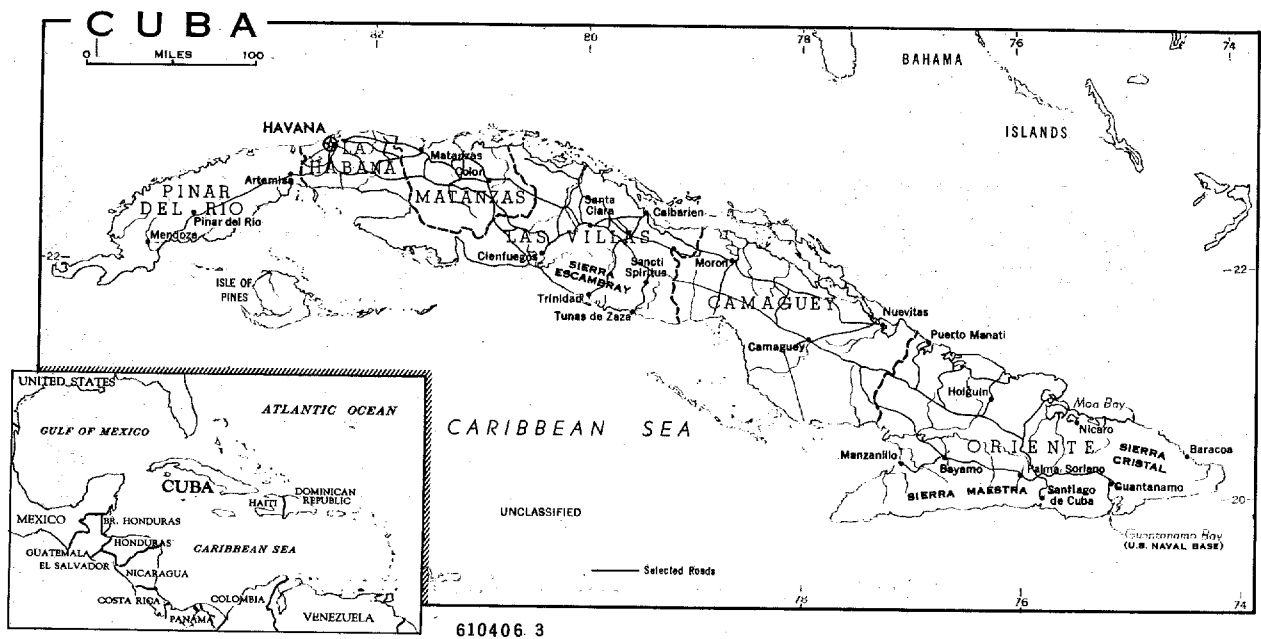 CUBA
0 MILES 100
82
80
78
76
74
BAHAMA
ISLANDS
HAVANA
LA
HABANA
Matanzas
Colon
Artemisa
PINAR
DEL RIO
Pinar del Rio
Mendoza
MATANZAS
Santa
Clara
Caibarien
LAS VILLAS
22
22
Cienfuegos
SIERRA
ESCAMBRAY
Sancti
Spiritus
Moron
ISLE OF
PINES
Trinidad
Tunas de Zaza
CAMAGUEY
Nuevitas
Puerto Manati
Camaguey
Holguin
Moa Bay
Nicaro
CARIBBEAN SEA
ORIENTE
SIERRA
CRISTAL
Baracoa
Manzanillo
Bayamo
Palma Soriano
Guantanamo
SIERRA MAESTRA
Santiago
de Cuba
20
UNCLASSIFIED
Guantanamo Bay
(U.S. NAVAL BASE)
Selected Roads
78
76
74
UNITED STATES
ATLANTIC OCEAN
GULF OF MEXICO
CUBA
HAITI
DOMINICAN
REPUBLIC
MEXICO
BR. HONDURAS
HONDURAS
CARIBBEAN SEA
GUATEMALA
EL SALVADOR
NICARAGUA
COSTA RICA
PANAMA
COLOMBIA
VENEZUELA
610406 3